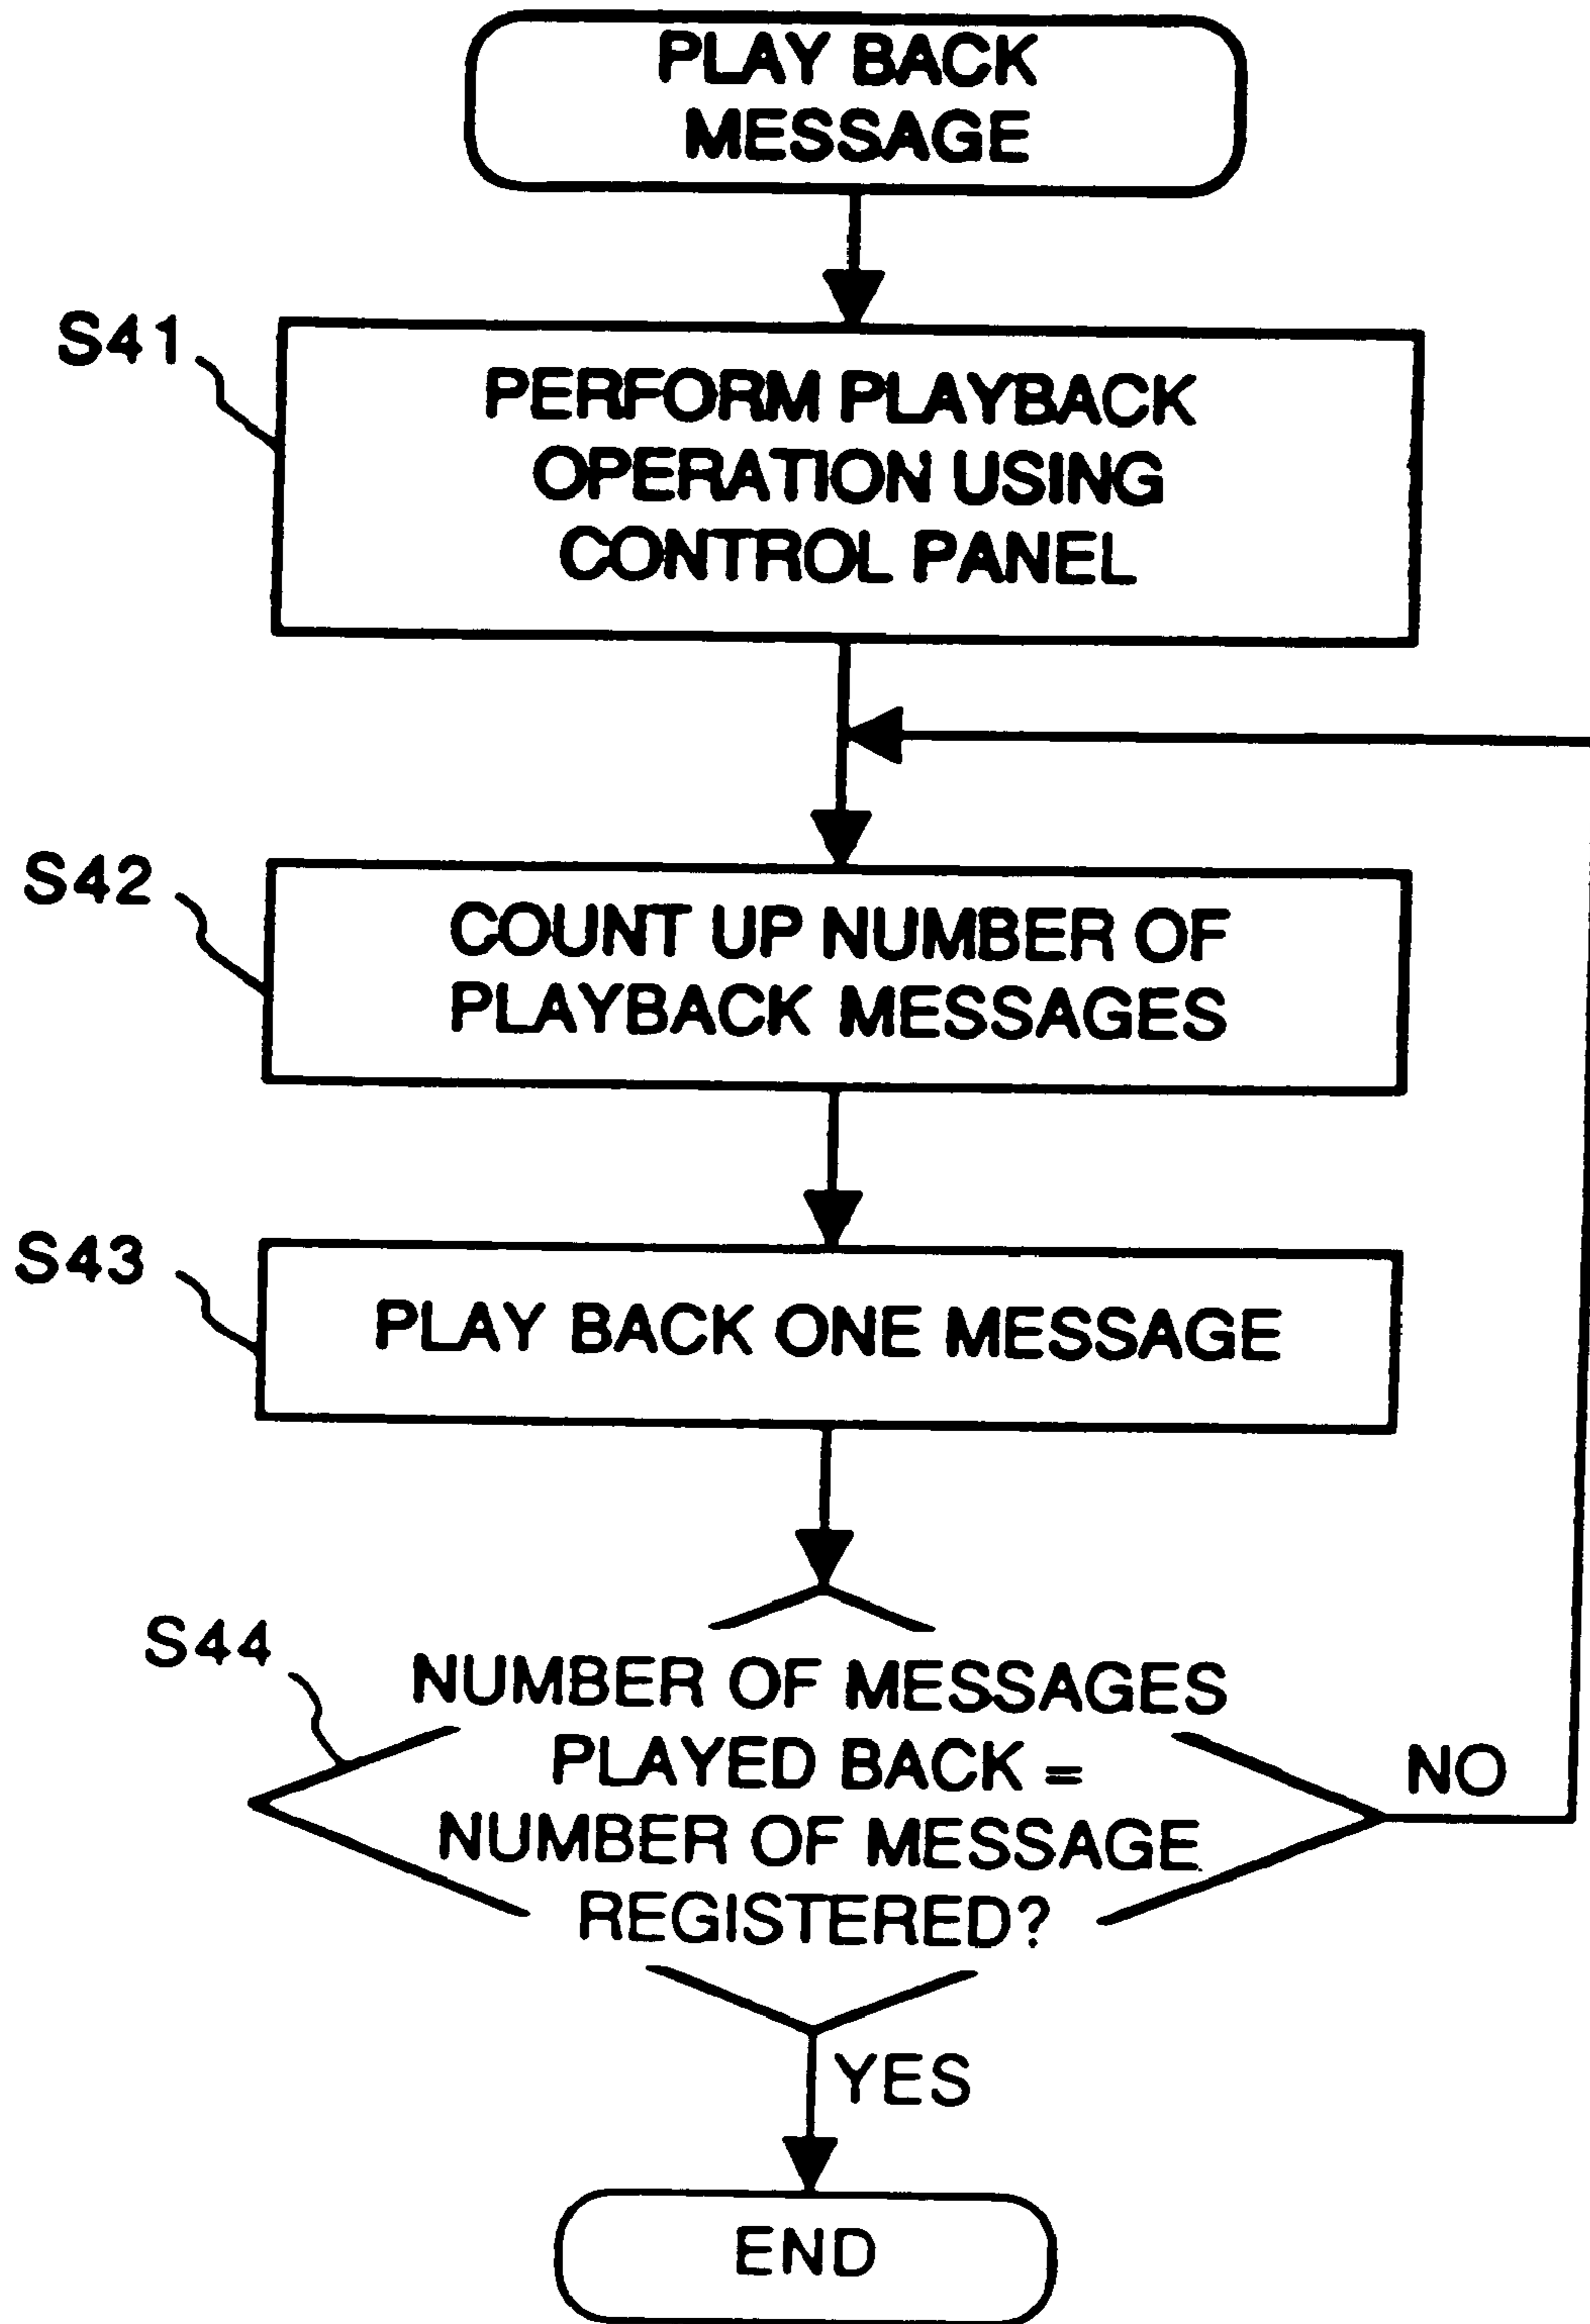 PLAY BACK
MESSAGE
S41
PERFORM PLAYBACK
OPERATION USING
CONTROL PANEL
S42
COUNT UP NUMBER OF
PLAYBACK MESSAGES
S43
PLAY BACK ONE MESSAGE
S44
NUMBER OF MESSAGES
PLAYED BACK =
NUMBER OF MESSAGE
REGISTERED?
NO
YES
END